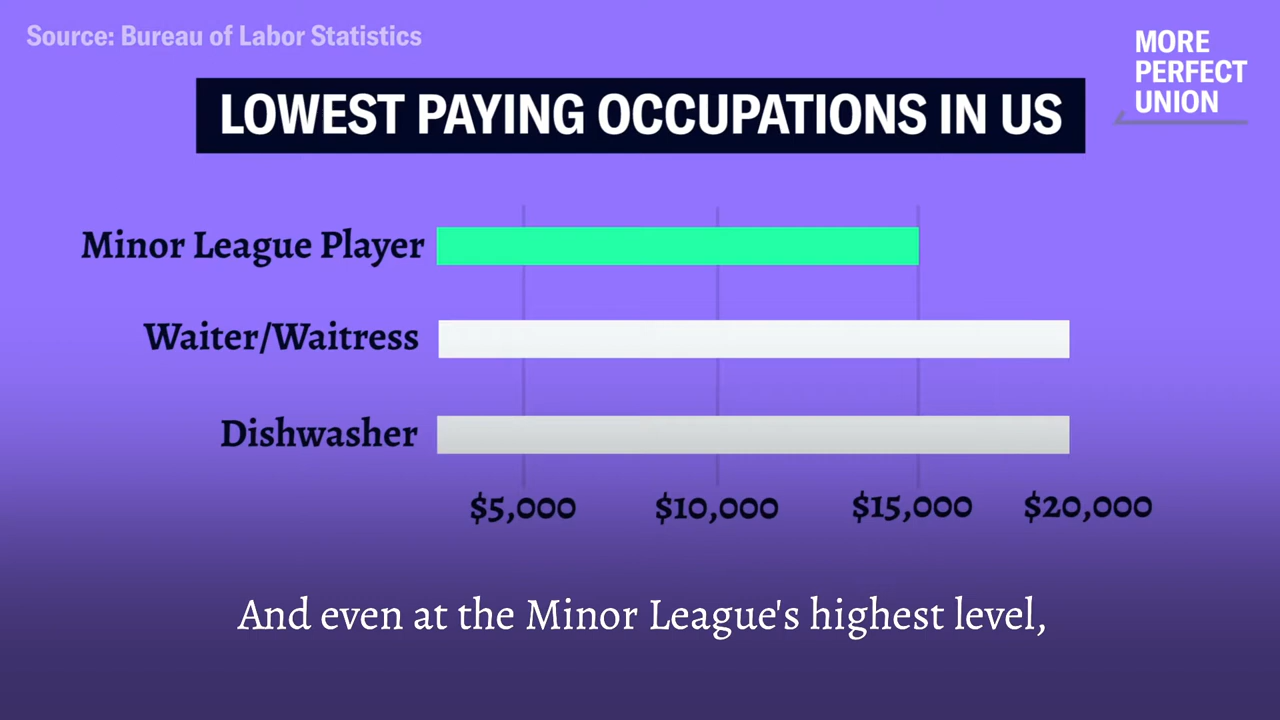 Source: Bureau of Labor Statistics
MORE
PERFECT
UNION
LOWEST PAYING OCCUPATIONS IN US
Minor League Player
Waiter/Waitress
Dishwasher
$5,000 $10,000 $15,000 $20,000
And even at the Minor League's highest level,